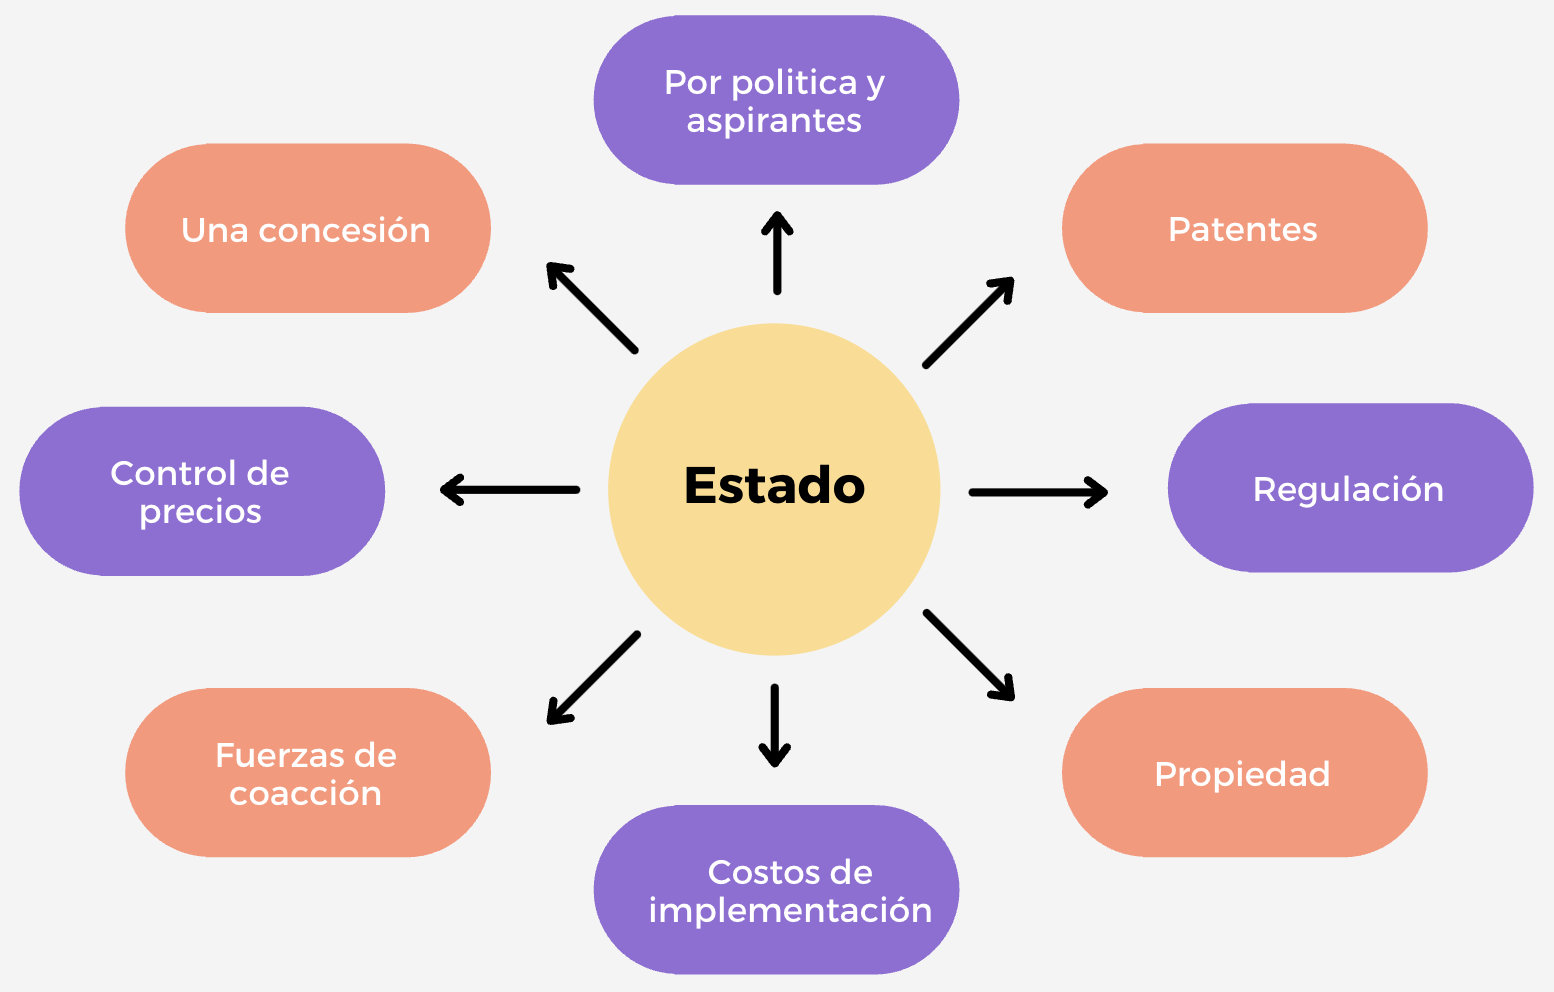 Por politica y
aspirantes
Una concesión
Patentes
Control de
precios
Estado
Regulación
Fuerzas de
coacción
Propiedad
Costos de
implementación